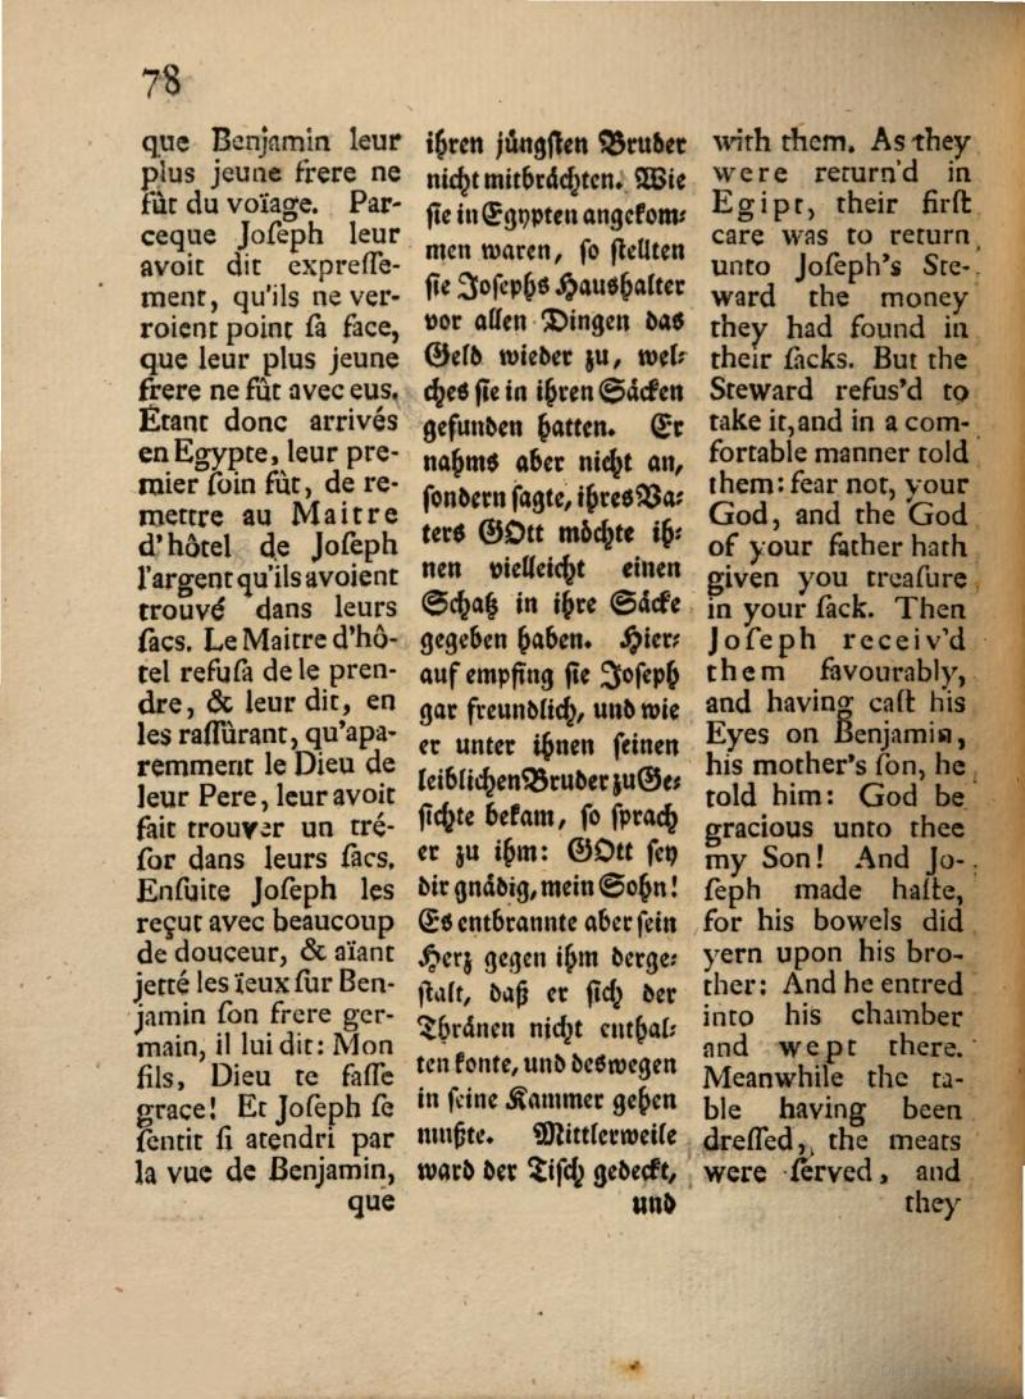 78
que Benjamin leur
plus jeune frere ne
fût du voïage. Par-
ceque Joſeph leur
avoit dit expreſſe-
ment, qu'ils ne ver-
roient point ſa face,
que leur plus jeune
frere ne fût avec eus.
Etant donc arrivés
en Egypte, leur pre-
mier ſoin fût, de re-
mettre au Maitre
d'hôtel de Joſeph
l'argent qu'ils avoient
trouvé dans leurs
ſacs. Le Maitre d'hô-
tel refuſa de le pren-
dre, & leur dit, en
les raſſûrant, qu'apa-
remment le Dieu de
leur Pere, leur avoit
fait trouver un tré-
ſor dans leurs ſacs.
Enſuite Joſeph les
reçut avec beaucoup
de douceur, & aïant
jetté les ïeux ſur Ben-
jamin ſon frere ger-
main, il lui dit: Mon
fils, Dieu te faſſe
grace! Et Joſeph ſe
ſentit ſi atendri par
la vue de Benjamin,
que
ihren jüngſten Bruder
nicht mitbrächten. Wie
ſie in Egypten angekom-
men waren, ſo ſtellten
ſie Joſephs Haushalter
vor allen Dingen das
Geld wieder zu, wel-
ches ſie in ihren Säcken
gefunden hatten. Er
nahms aber nicht an,
ſondern ſagte, ihres Va-
ters GOtt möchte ih-
nen vielleicht einen
Schatz in ihre Säcke
gegeben haben. Hier-
auf empfing ſie Joſeph
gar freundlich, und wie
er unter ihnen ſeinen
leiblichen Bruder zu Ge-
ſichte bekam, ſo ſprach
er zu ihm: GOtt ſey
dir gnädig, mein Sohn!
Es entbrannte aber ſein
Herz gegen ihm derge-
ſtalt, daß er ſich der
Thränen nicht enthal-
ten konte, und deswegen
in ſeine Kammer gehen
mußte. Mittlerweile
ward der Tiſch gedeckt,
und
with them. As they
were return'd in
Egipt, their firſt
care was to return
unto Joſeph's Ste-
ward the money
they had found in
their ſacks. But the
Steward refus'd to
take it, and in a com-
fortable manner told
them: fear not, your
God, and the God
of your father hath
given you treaſure
in your ſack. Then
Joſeph receiv'd
them favourably,
and having caſt his
Eyes on Benjamin,
his mother's ſon, he
told him: God be
gracious unto thee
my Son! And Jo-
ſeph made haſte,
for his bowels did
yern upon his bro-
ther: And he entred
into his chamber
and wept there.
Meanwhile the ta-
ble having been
dreſſed, the meats
were ſerved, and
they